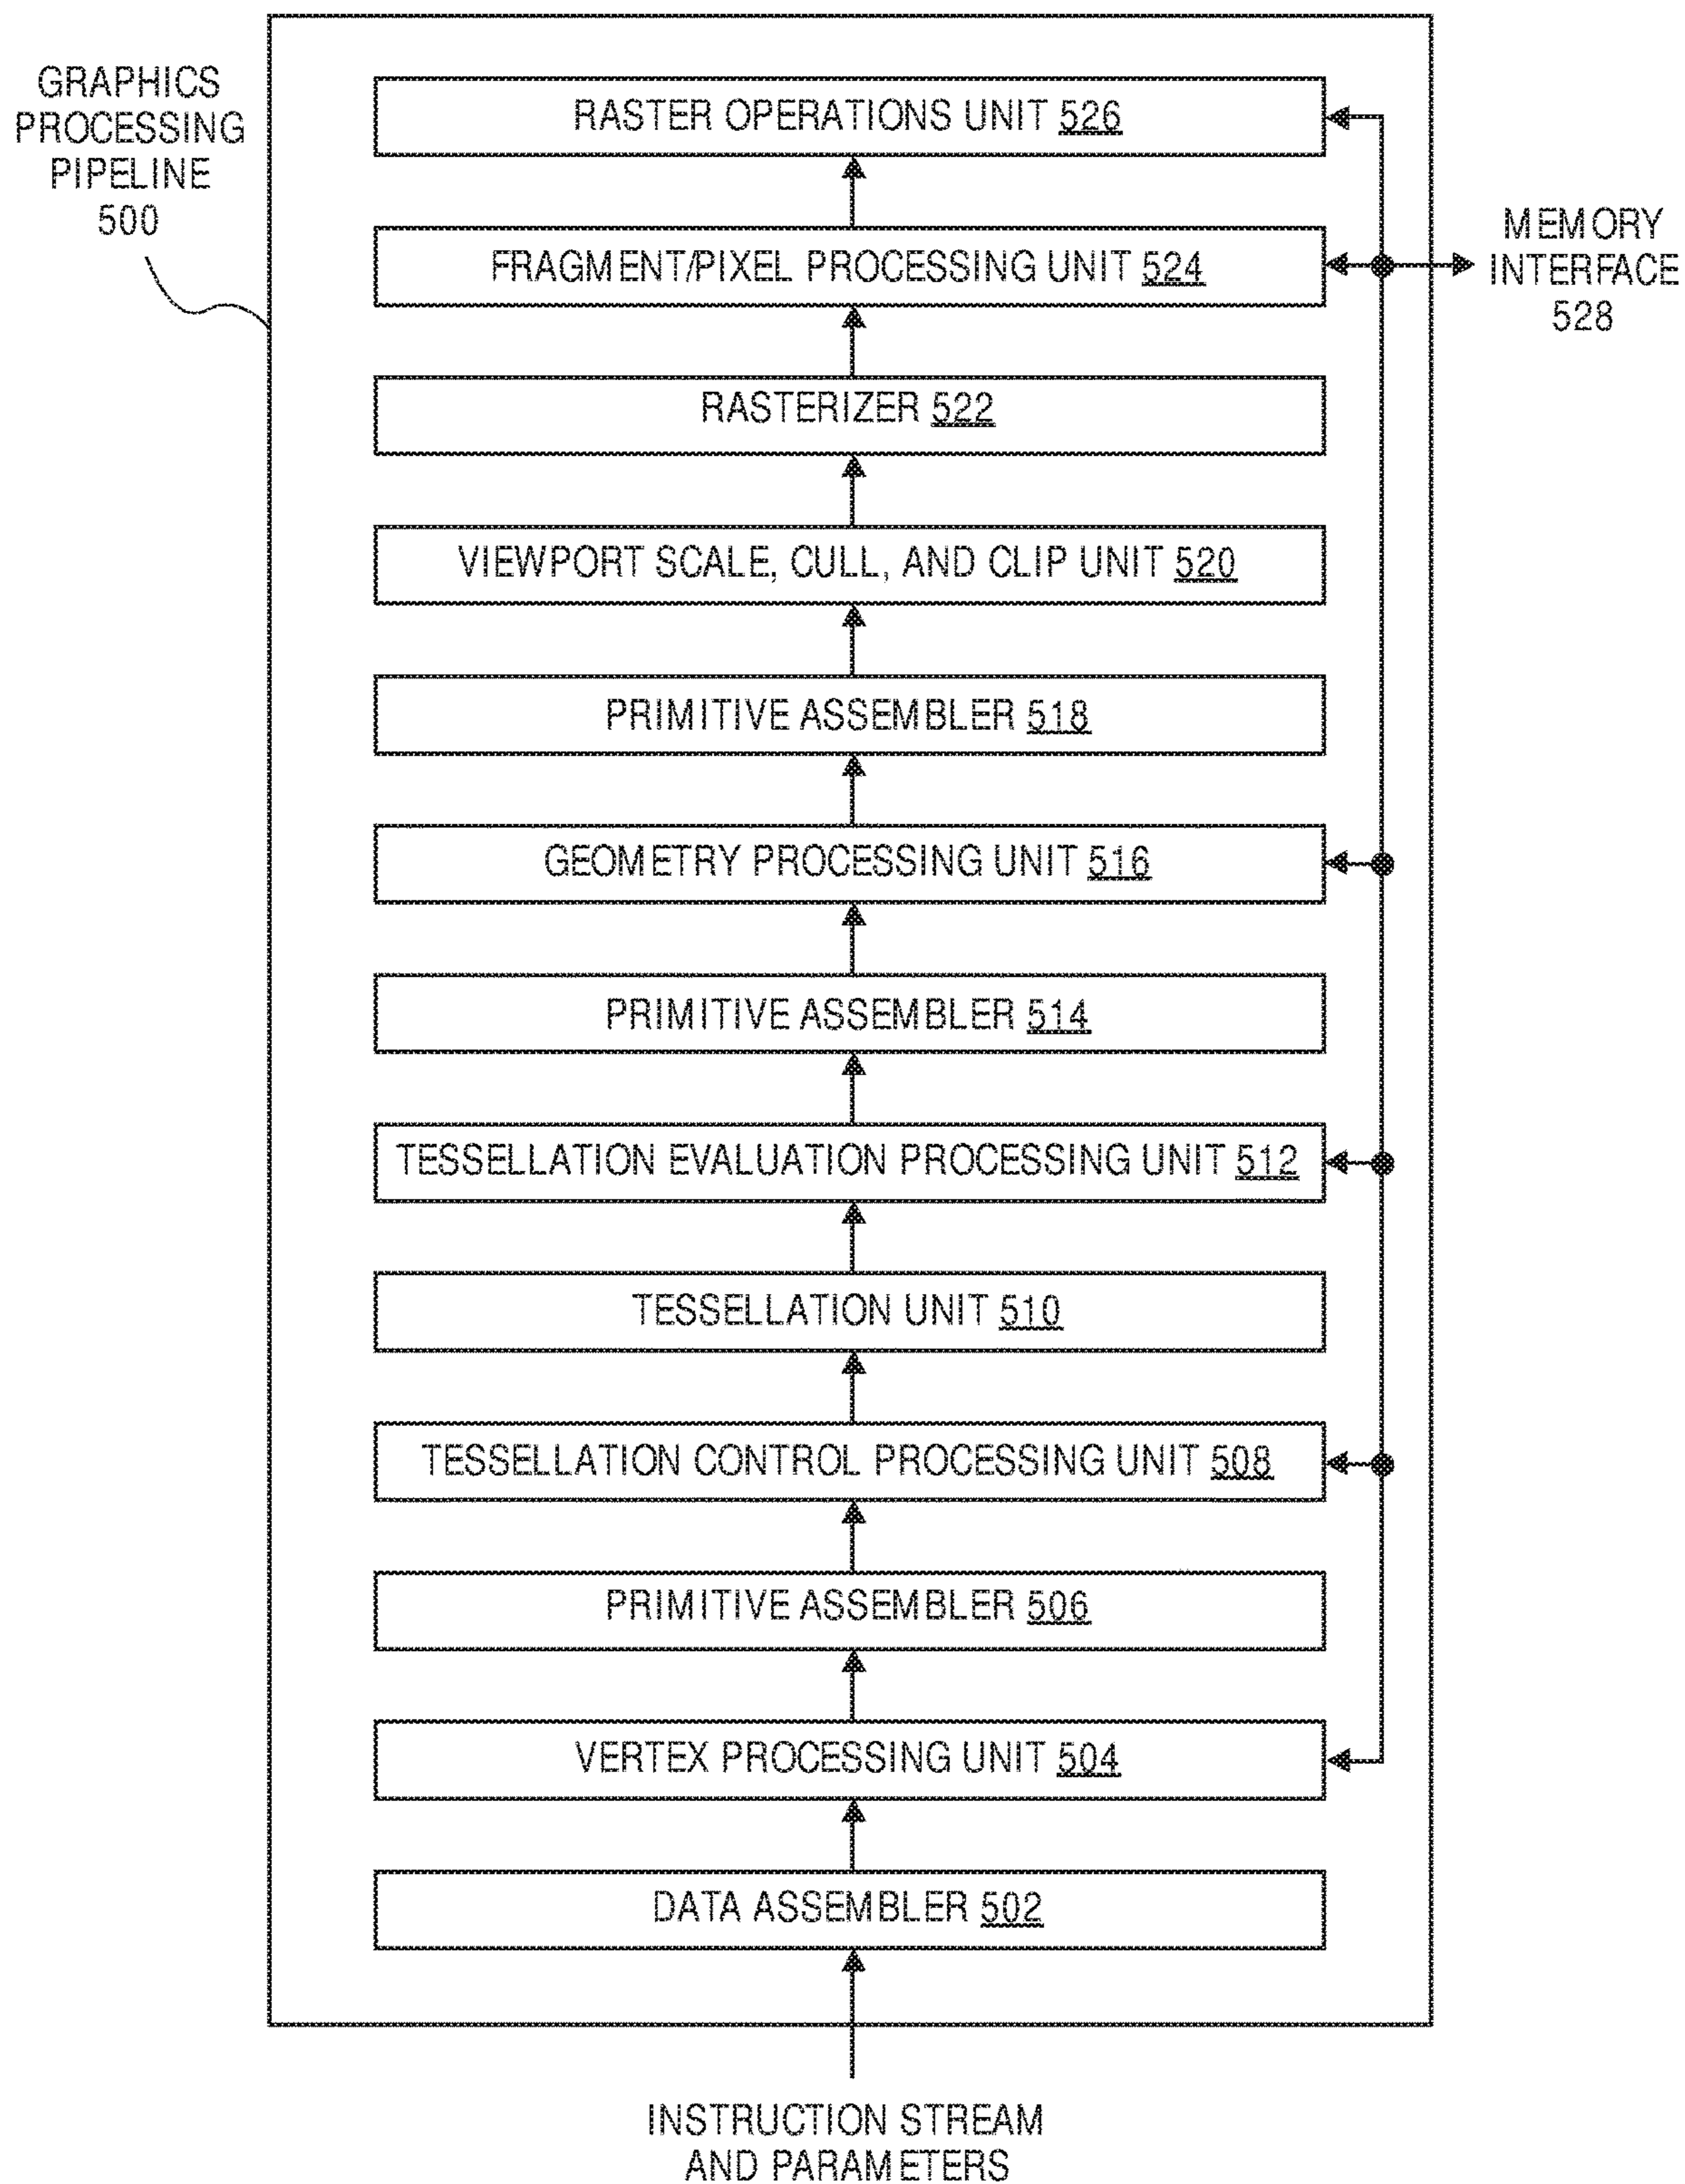 GRAPHICS
PROCESSING
PIPELINE
500
RASTER OPERATIONS UNIT 526
FRAGMENT/PIXEL PROCESSING UNIT 524
MEMORY
INTERFACE
528
RASTERIZER 522
VIEWPORT SCALE, CULL, AND CLIP UNIT 520
PRIMITIVE ASSEMBLER 518
GEOMETRY PROCESSING UNIT 516
PRIMITIVE ASSEMBLER 514
TESSELLATION EVALUATION PROCESSING UNIT 512
TESSELLATION UNIT 510
TESSELLATION CONTROL PROCESSING UNIT 508
PRIMITIVE ASSEMBLER 506
VERTEX PROCESSING UNIT 504
DATA ASSEMBLER 502
INSTRUCTION STREAM
AND PARAMETERS